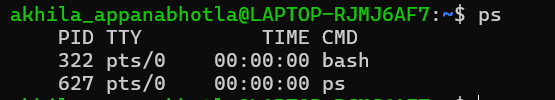 akhila_appanabhotla@LAPTOP-RJMJ6AF7:~$ ps
    PID TTY          TIME CMD
    322 pts/0    00:00:00 bash
    627 pts/0    00:00:00 ps